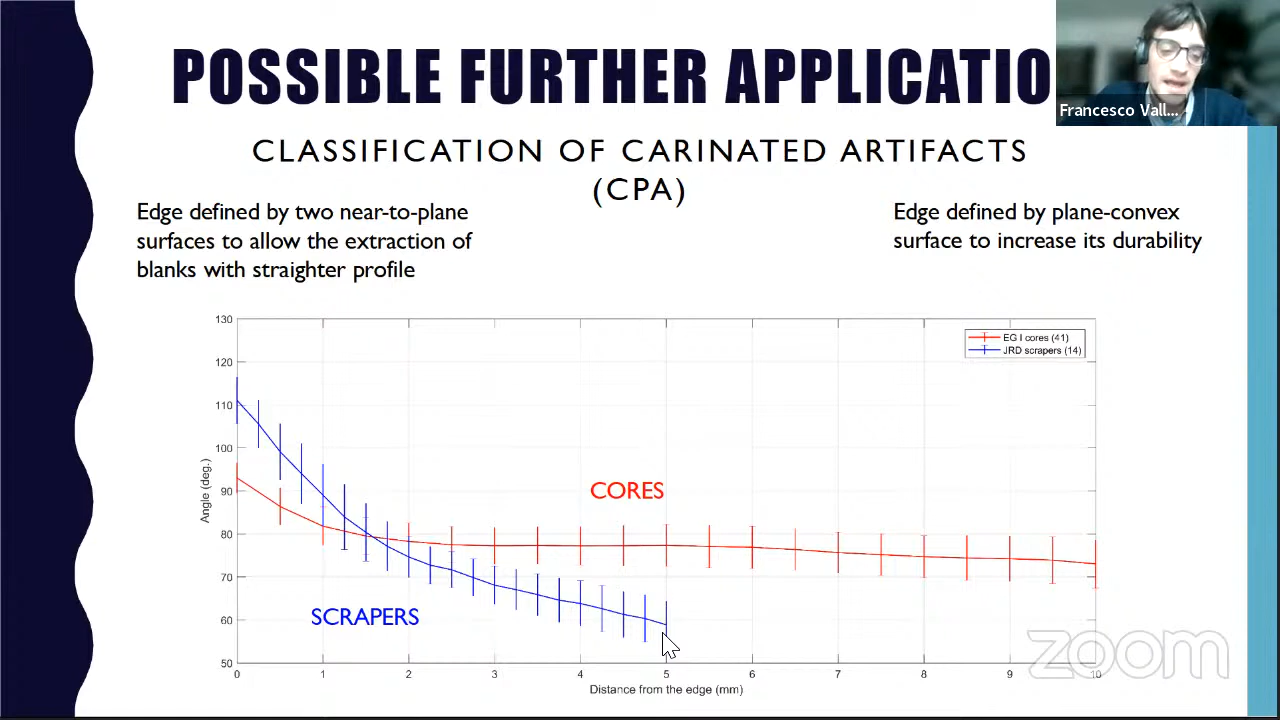 POSSIBLE FURTHER APPLICATIO
Francesco Vall...
CLASSIFICATION OF CARINATED ARTIFACTS
(CPA)
Edge defined by two near-to-plane
surfaces to allow the extraction of
blanks with straighter profile
Edge defined by plane-convex
surface to increase its durability
130
120
110
100
90
80
70
60
50
Angle (deg.)
EG I cores (41)
JRD scrapers (14)
CORES
SCRAPERS
0 1 2 3 4 5 6 7 8 9 10
Distance from the edge (mm)
zoom